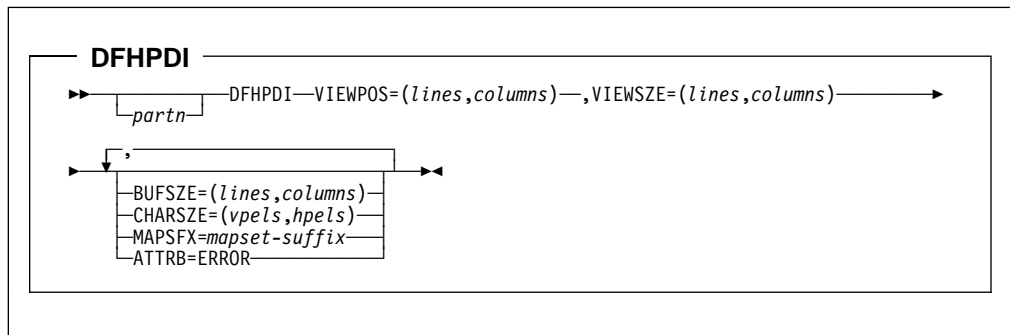 DFHPDI
partn DFHPDI VIEWPOS=(lines,columns) ,VIEWSZE=(lines,columns)
,
BUFSZE=(lines,columns)
CHARSZE=(vpels,hpels)
MAPSFX=mapset-suffix
ATTRB=ERROR